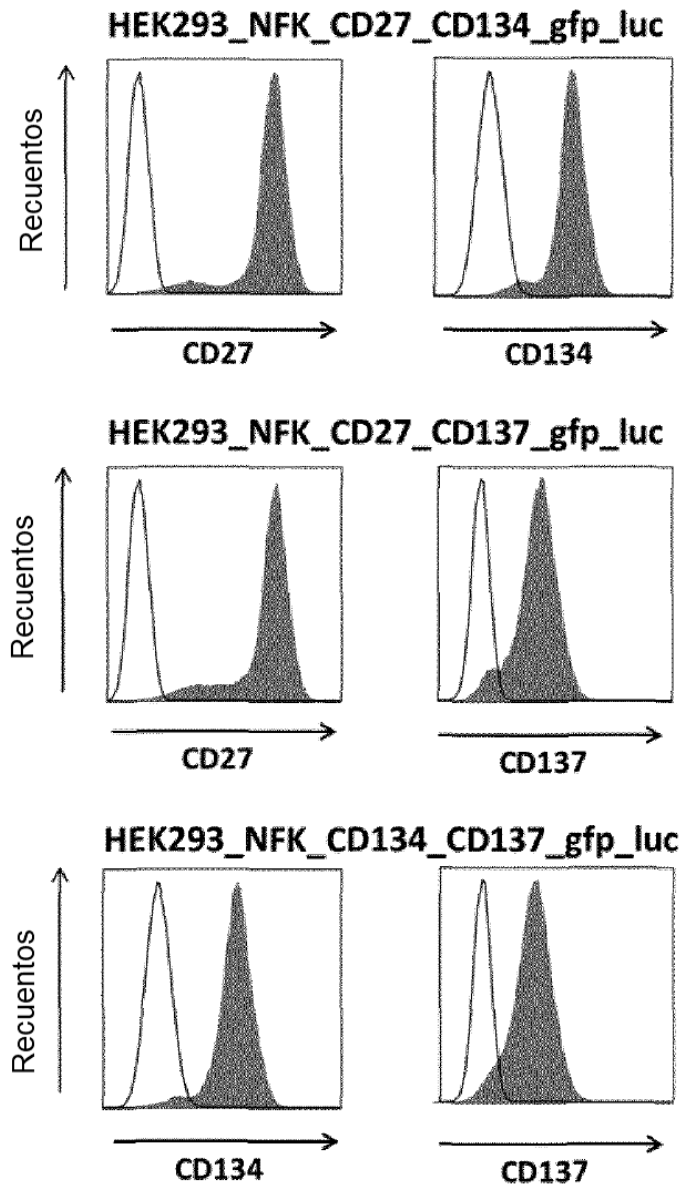 HEK293_NFK_CD27_CD134_gfp_luc
Recuentos
CD27
CD134
HEK293_NFK_CD27_CD137_gfp_luc
Recuentos
CD27
CD137
HEK293_NFK_CD134_CD137_gfp_luc
Recuentos
CD134
CD137